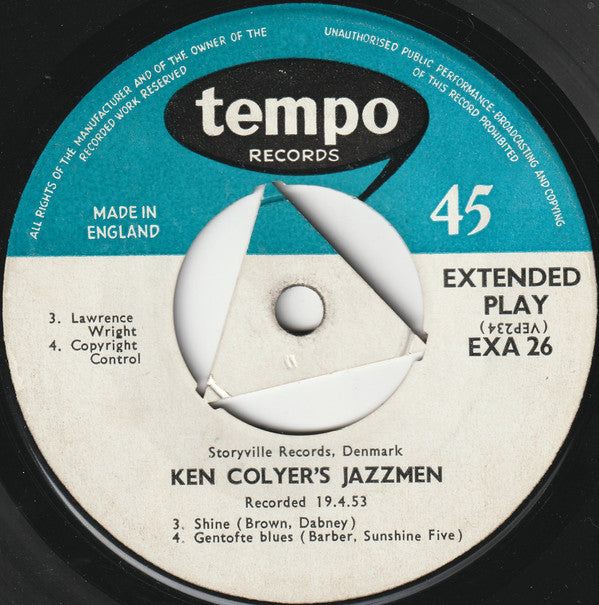 ALL RIGHTS OF THE MANUFACTURER AND OF THE OWNER OF THE
RECORDED WORK RESERVED
UNAUTHORISED PUBLIC PERFORMANCE, BROADCASTING AND COPYING
OF THIS RECORD PROHIBITED
tempo
RECORDS
MADE IN
ENGLAND
45
EXTENDED
PLAY
(VEP234)
EXA 26
3. Lawrence
Wright
4. Copyright
Control
Storyville Records, Denmark
KEN COLYER'S JAZZMEN
Recorded 19.4.53
3. Shine (Brown, Dabney)
4. Gentofte blues (Barber, Sunshine Five)